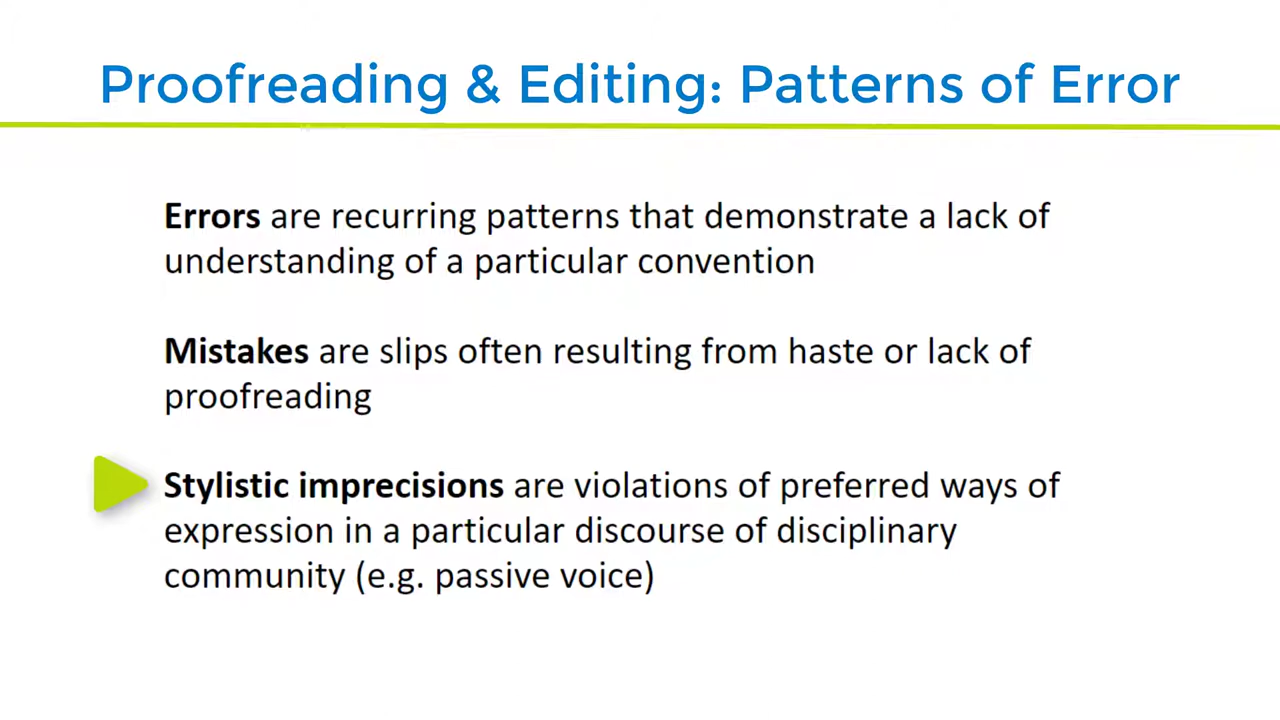 Proofreading & Editing: Patterns of Error
Errors are recurring patterns that demonstrate a lack of
understanding of a particular convention
Mistakes are slips often resulting from haste or lack of
proofreading
Stylistic imprecisions are violations of preferred ways of
expression in a particular discourse of disciplinary
community (e.g. passive voice)